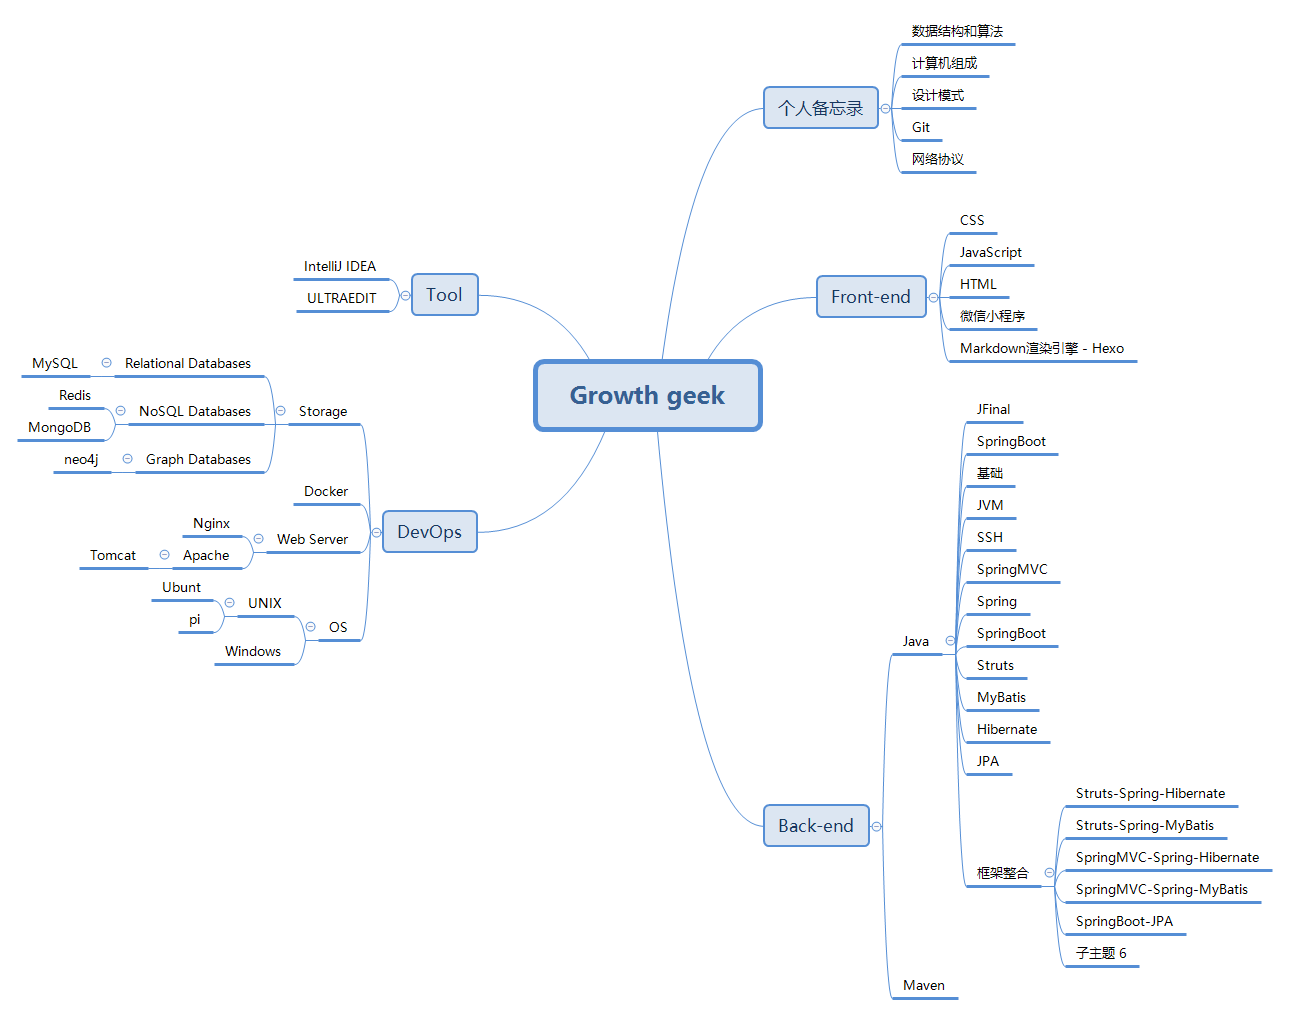 Growth geek
个人备忘录
数据结构和算法
计算机组成
设计模式
Git
网络协议
Front-end
CSS
JavaScript
HTML
微信小程序
Markdown渲染引擎 - Hexo
Back-end
Java
JFinal
SpringBoot
基础
JVM
SSH
SpringMVC
Spring
SpringBoot
Struts
MyBatis
Hibernate
JPA
框架整合
Struts-Spring-Hibernate
Struts-Spring-MyBatis
SpringMVC-Spring-Hibernate
SpringMVC-Spring-MyBatis
SpringBoot-JPA
子主题 6
Maven
Tool
IntelliJ IDEA
ULTRAEDIT
DevOps
Storage
Relational Databases
MySQL
NoSQL Databases
Redis
MongoDB
Graph Databases
neo4j
Docker
Web Server
Nginx
Apache
Tomcat
OS
UNIX
Ubunt
pi
Windows